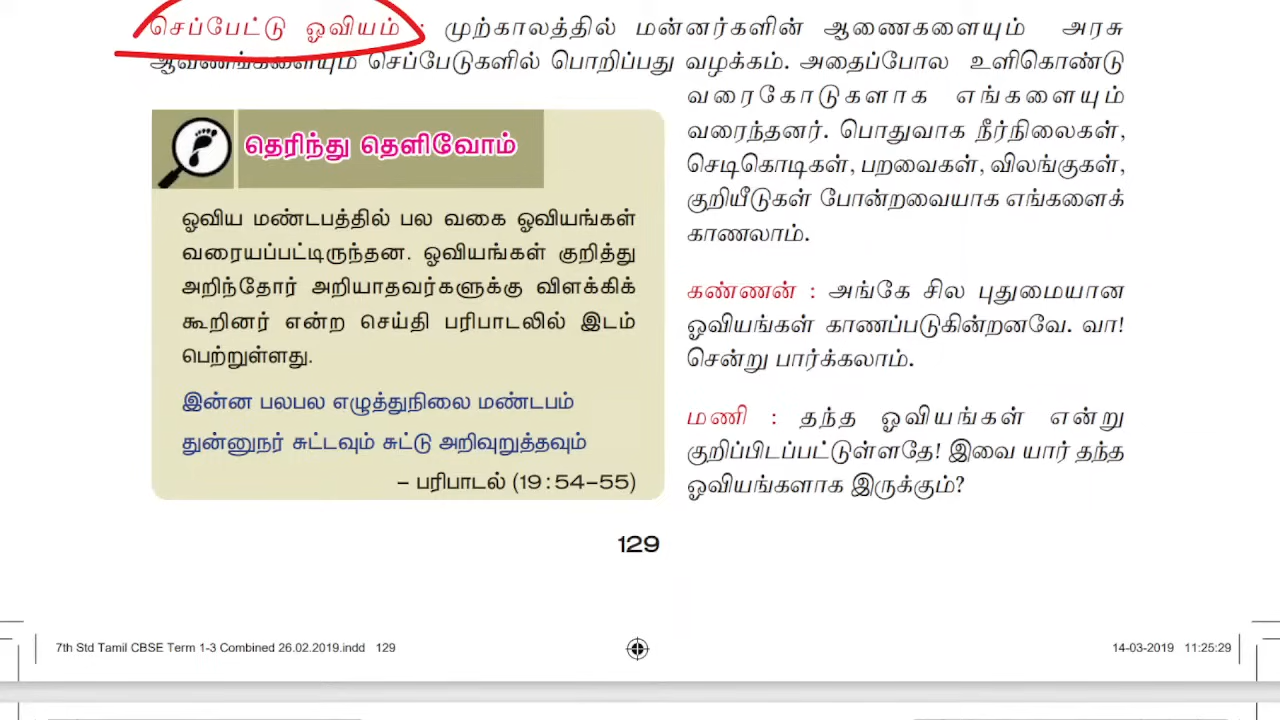 செப்பேட்டு ஓவியம் : முற்காலத்தில் மன்னர்களின் ஆணைகளையும் அரசு
ஆவணங்களையும் செப்பேடுகளில் பொறிப்பது வழக்கம். அதைப்போல உளிகொண்டு
வரைகோடுகளாக எங்களையும்
வரைந்தனர். பொதுவாக நீர்நிலைகள்,
செடிகொடிகள், பறவைகள், விலங்குகள்,
குறியீடுகள் போன்றவையாக எங்களைக்
காணலாம்.
தெரிந்து தெளிவோம்
ஓவிய மண்டபத்தில் பல வகை ஓவியங்கள்
வரையப்பட்டிருந்தன. ஓவியங்கள் குறித்து
அறிந்தோர் அறியாதவர்களுக்கு விளக்கிக்
கூறினர் என்ற செய்தி பரிபாடலில் இடம்
பெற்றுள்ளது.
இன்ன பலபல எழுத்துநிலை மண்டபம்
துன்னுநர் சுட்டவும் சுட்டு அறிவுறுத்தவும்
– பரிபாடல் (19 : 54–55)
கண்ணன் : அங்கே சில புதுமையான
ஓவியங்கள் காணப்படுகின்றனவே. வா!
சென்று பார்க்கலாம்.
மணி : தந்த ஓவியங்கள் என்று
குறிப்பிடப்பட்டுள்ளதே! இவை யார் தந்த
ஓவியங்களாக இருக்கும்?
129
7th Std Tamil CBSE Term 1-3 Combined 26.02.2019.indd 129
14-03-2019 11:25:29